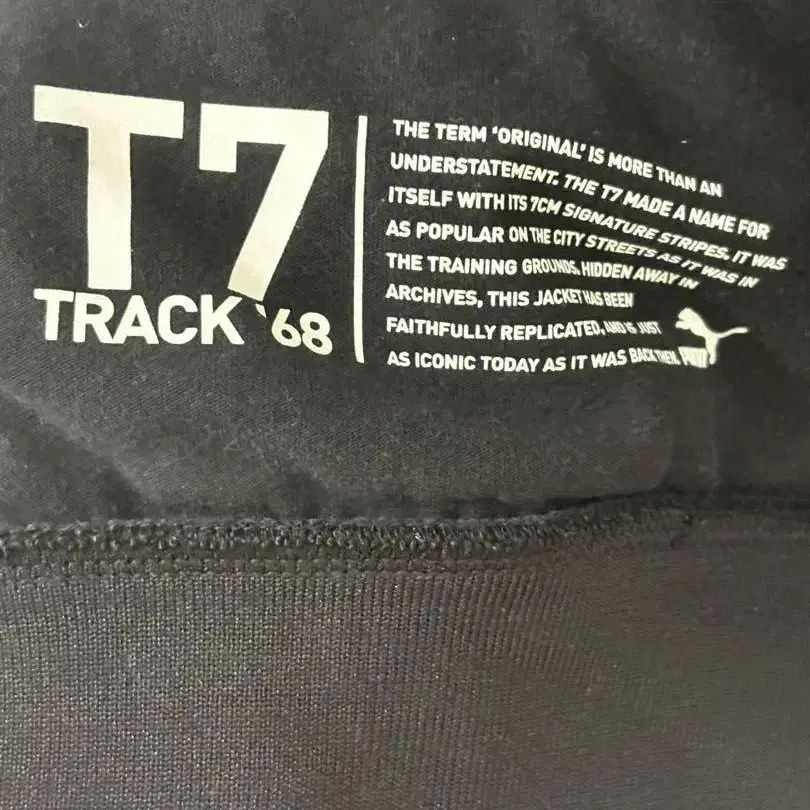 T7
TRACK '68
THE TERM 'ORIGINAL' IS MORE THAN AN
UNDERSTATEMENT. THE T7 MADE A NAME FOR
ITSELF WITH ITS 7CM SIGNATURE STRIPES. IT WAS
AS POPULAR ON THE CITY STREETS AS IT WAS IN
THE TRAINING GROUNDS. HIDDEN AWAY IN
ARCHIVES, THIS JACKET HAS BEEN
FAITHFULLY REPLICATED, AND IS JUST
AS ICONIC TODAY AS IT WAS BACK THEN.